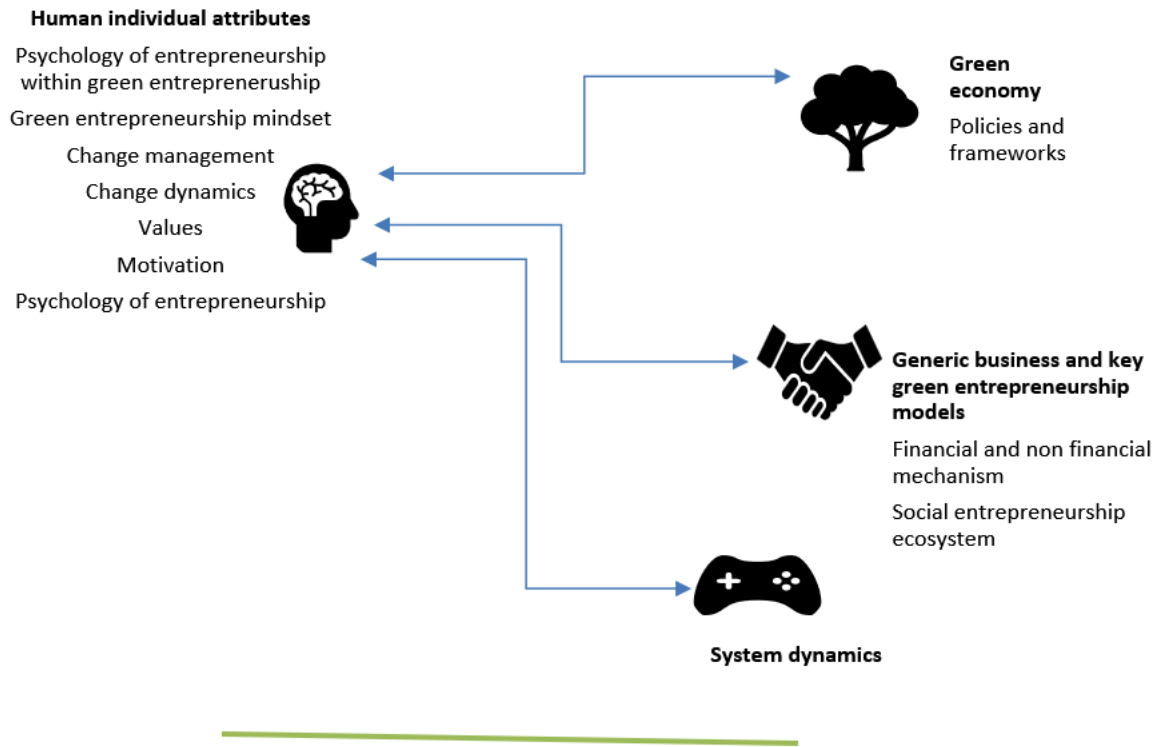 Human individual attributes
Psychology of entrepreneurship
within green entrepreneruship
Green entrepreneurship mindset
Change management
Change dynamics
Values
Motivation
Psychology of entrepreneurship
Green
economy
Policies and
frameworks
Generic business and key
green entrepreneurship
models
Financial and non financial
mechanism
Social entrepreneurship
ecosystem
System dynamics